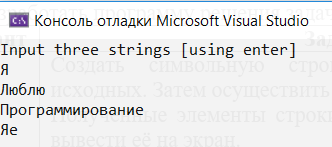 Консоль отладки Microsoft Visual Studio
Input three strings [using enter]
Я
Люблю
Программирование
Яе